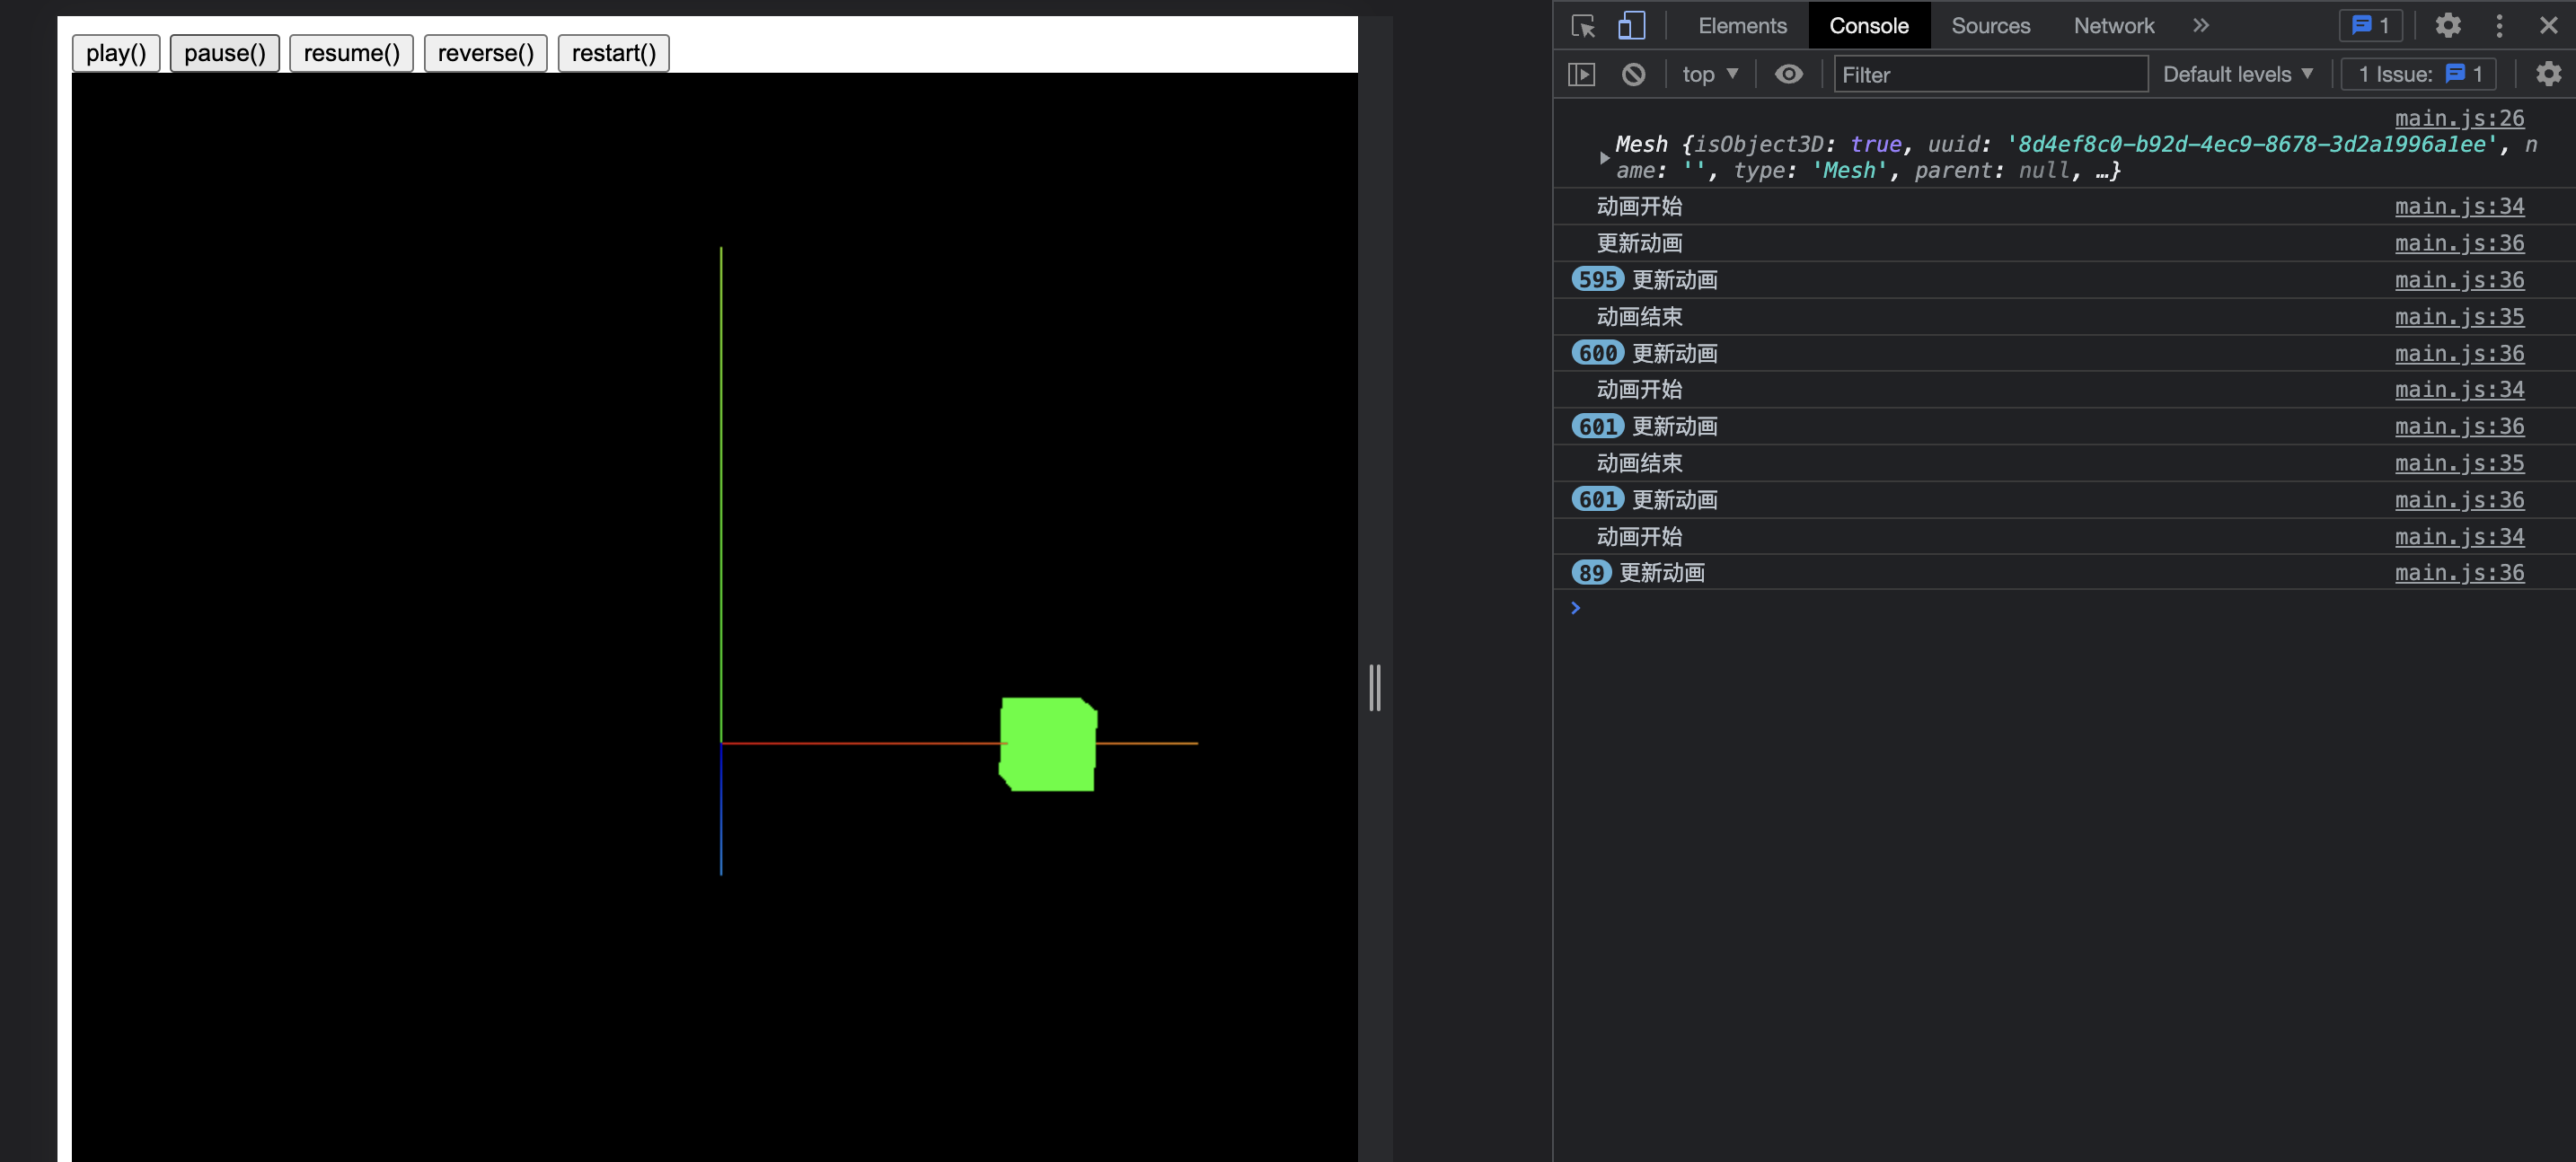 play() pause() resume() reverse() restart()
Elements Console Sources Network 1
top Filter Default levels 1 Issue: 1
main.js:26
Mesh {isObject3D: true, uuid: '8d4ef8c0-b92d-4ec9-8678-3d2a1996a1ee', n
ame: '', type: 'Mesh', parent: null, …}
动画开始 main.js:34
更新动画 main.js:36
595 更新动画 main.js:36
动画结束 main.js:35
600 更新动画 main.js:36
动画开始 main.js:34
601 更新动画 main.js:36
动画结束 main.js:35
601 更新动画 main.js:36
动画开始 main.js:34
89 更新动画 main.js:36